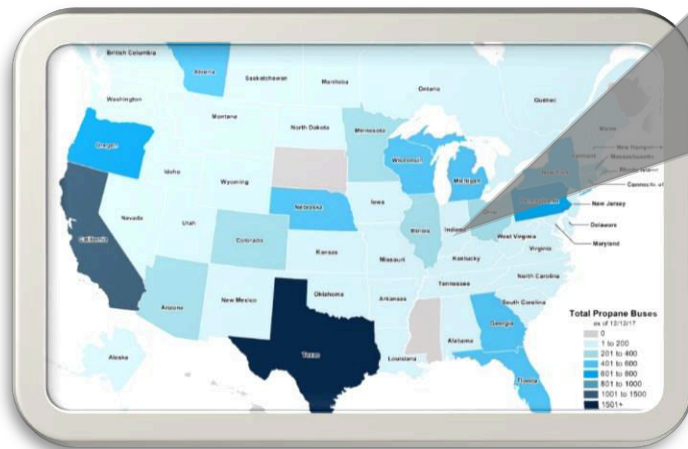 British Columbia
Alberta
Saskatchewan
Manitoba
Ontario
Quebec
Washington
Montana
North Dakota
Minnesota
Maine
Oregon
Idaho
Wyoming
Wisconsin
Michigan
New York
Vermont
New Hampshire
Massachusetts
Rhode Island
Nebraska
Iowa
Pennsylvania
New Jersey
Nevada
Utah
Colorado
Illinois
Indiana
Ohio
West Virginia
Delaware
Maryland
California
Kansas
Missouri
Kentucky
Virginia
Arizona
New Mexico
Oklahoma
Arkansas
Tennessee
North Carolina
South Carolina
Texas
Louisiana
Alabama
Georgia
Florida
Alaska
Total Propane Buses
as of 12/12/17
0
1 to 200
201 to 400
401 to 600
601 to 800
801 to 1000
1001 to 1500
1501+